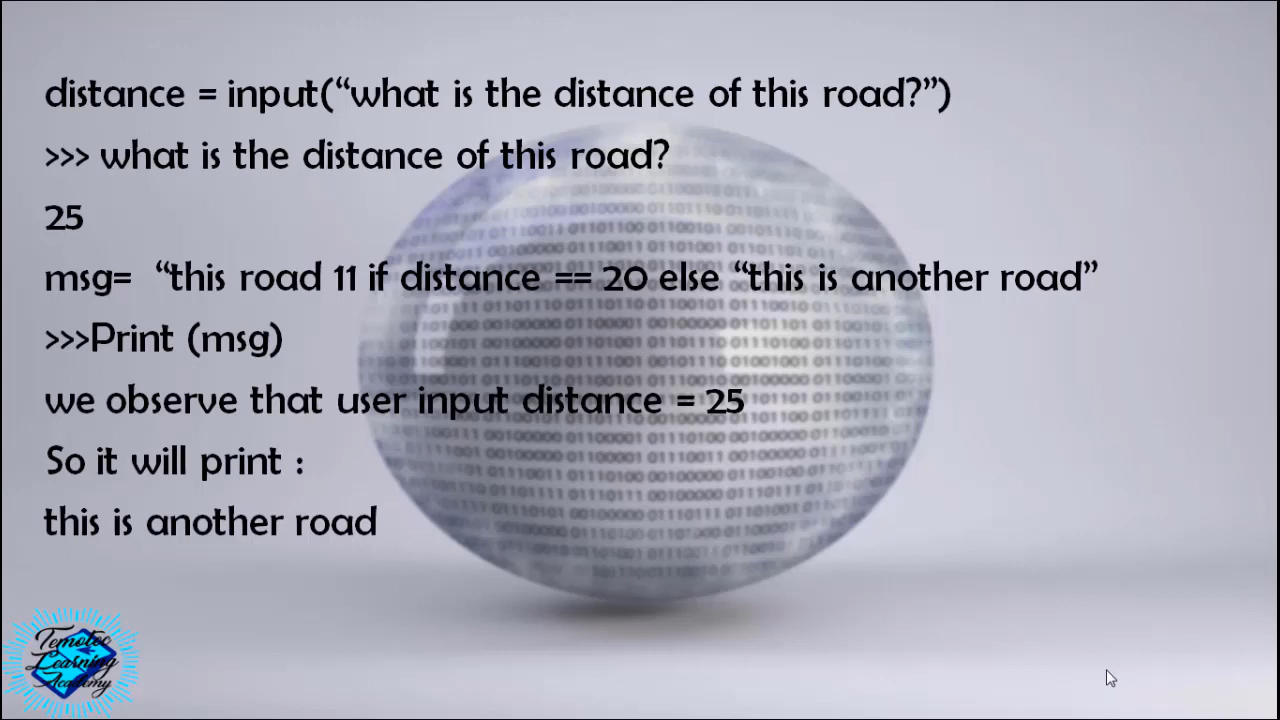 distance = input(“what is the distance of this road?”)
>>> what is the distance of this road?
25
msg=  “this road 11 if distance == 20 else “this is another road”
>>>Print (msg)
we observe that user input distance = 25
So it will print :
this is another road
Temotec
Learning
Academy